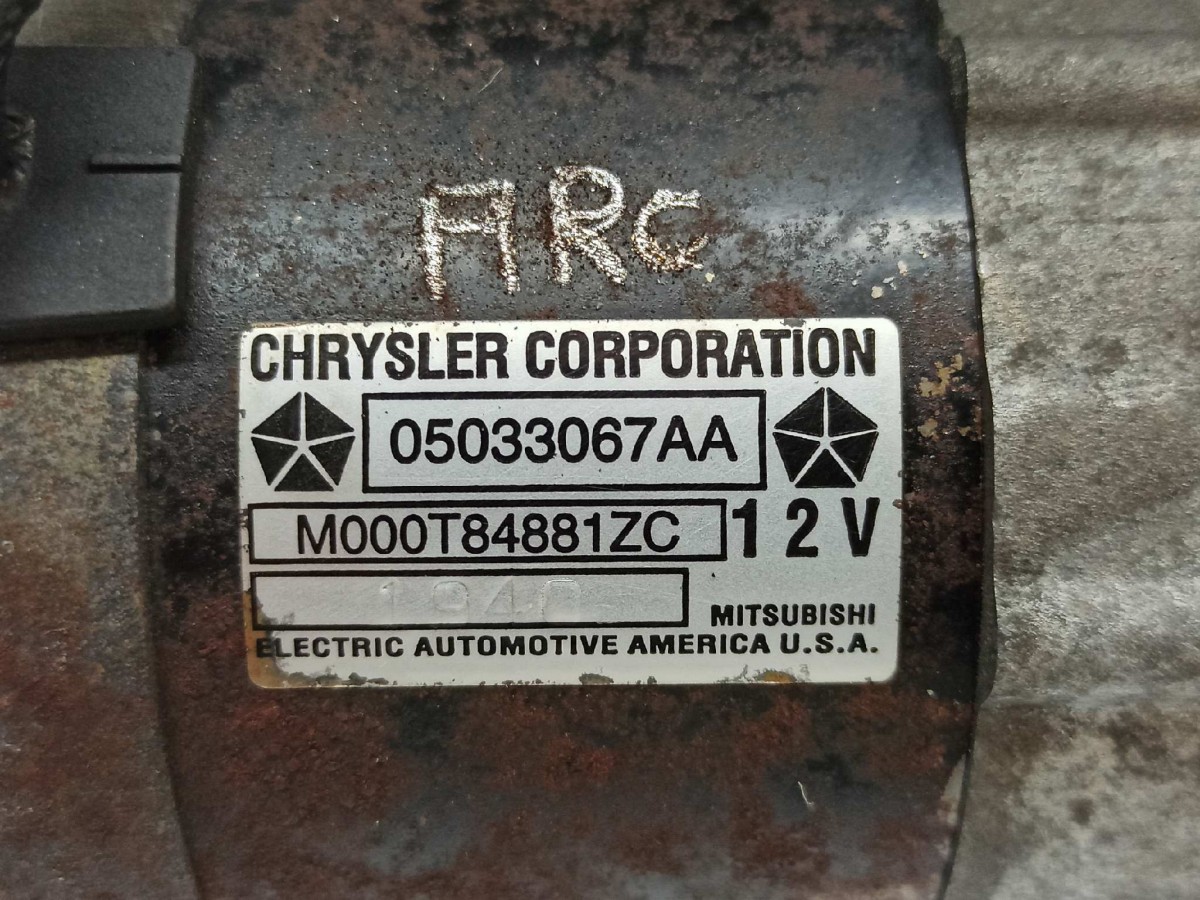 ARC
CHRYSLER CORPORATION
05033067AA
M000T84881ZC 12V
MITSUBISHI
ELECTRIC AUTOMOTIVE AMERICA U.S.A.